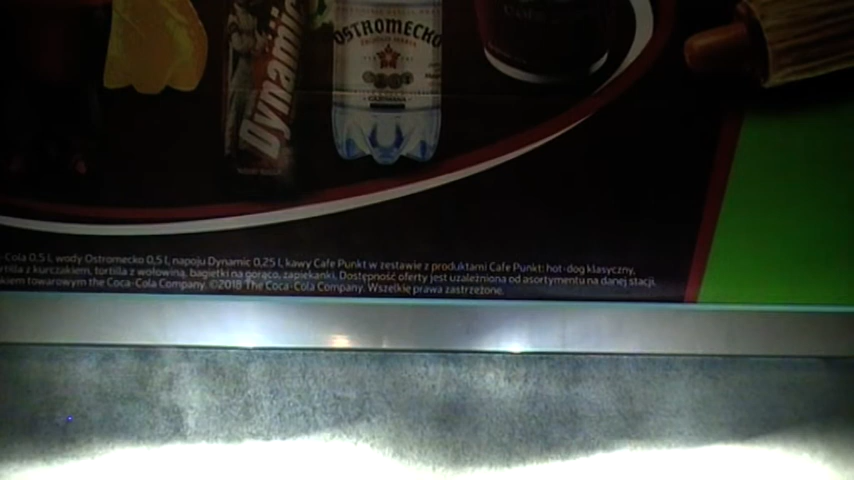 OSTROMECKO
Dynamic
-Cola 0,5 l, wody Ostromecko 0,5 l, napoju Dynamic 0,25 l, kawy Cafe Punkt w zestawie z produktami Cafe Punkt: hot-dog klasyczny,
tortilla z kurczakiem, tortilla z wołowiną, bagietki na gorąco, zapiekanki. Dostępność oferty jest uzależniona od asortymentu na danej stacji.
kiem towarowym the Coca-Cola Company. ©2018 The Coca-Cola Company. Wszelkie prawa zastrzeżone.